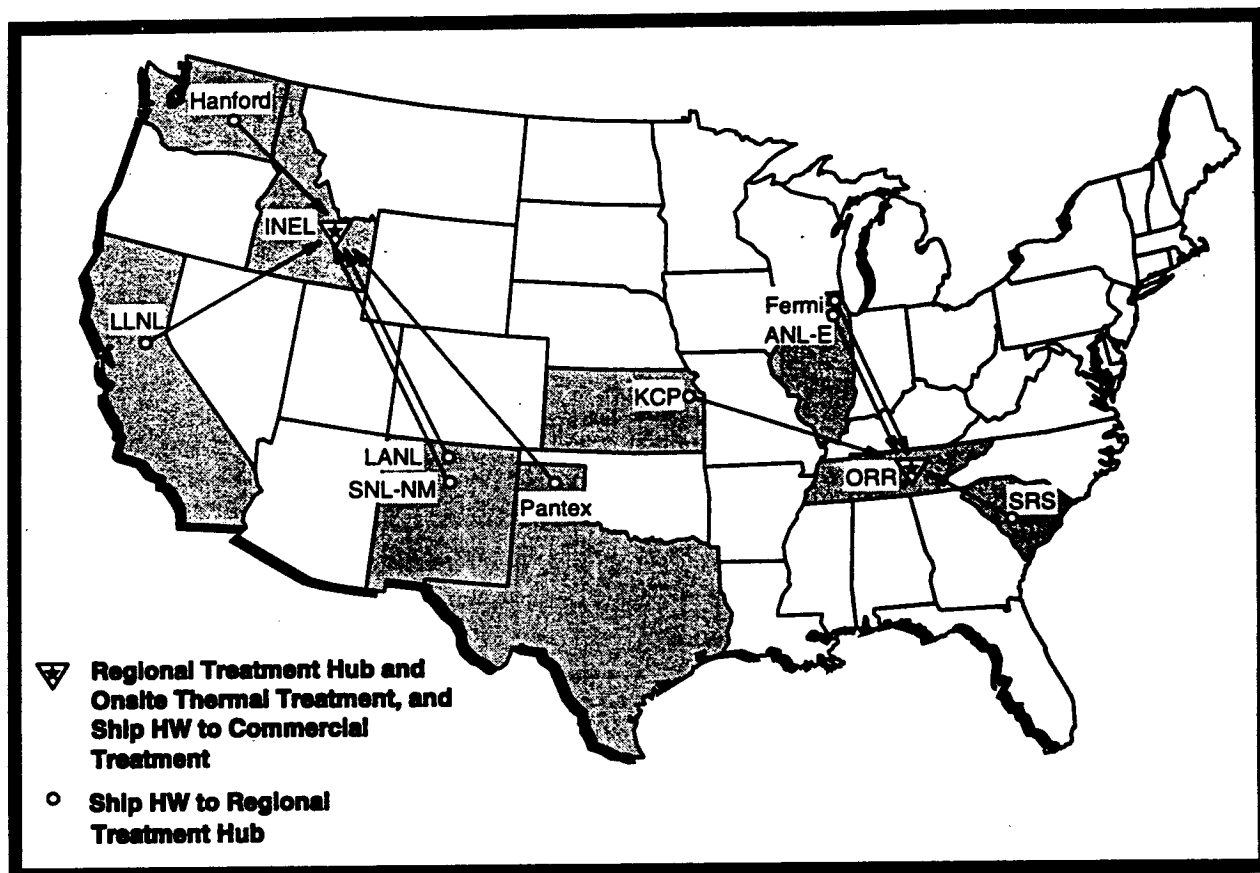 Hanford
INEL
LLNL
Fermi
ANL-E
KCP
LANL
SNL-NM
Pantex
ORR
SRS
Regional Treatment Hub and
Onsite Thermal Treatment, and
Ship HW to Commercial
Treatment
Ship HW to Regional
Treatment Hub